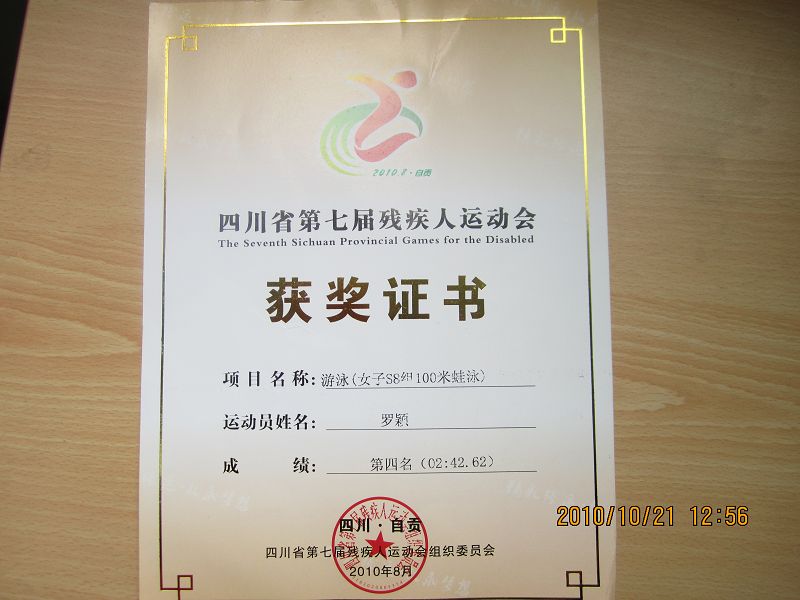 2010.8·自贡
四川省第七届残疾人运动会
The Seventh Sichuan Provincial Games for the Disabled
获奖证书
项目名称: 游泳(女子S8组100米蛙泳)
运动员姓名: 罗颖
成绩: 第四名（02:42.62）
四川·自贡
四川省第七届残疾人运动会组织委员会
2010年8月
2010/10/21 12:56